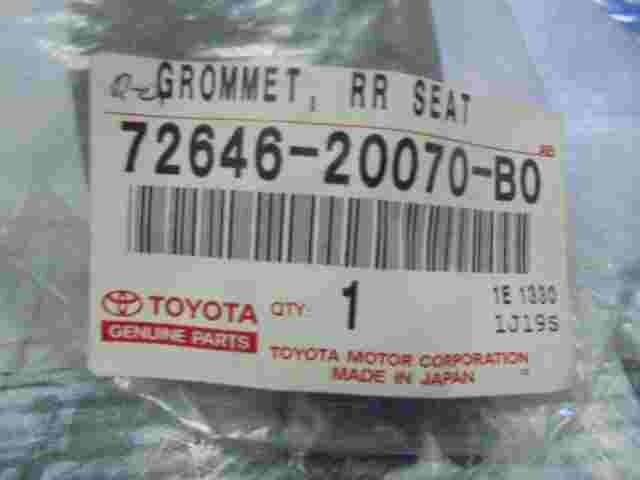 GROMMET, RR SEAT
72646-20070-B0
TOYOTA QTY 1 1E 1330
GENUINE PARTS 1J19S
TOYOTA MOTOR CORPORATION
MADE IN JAPAN